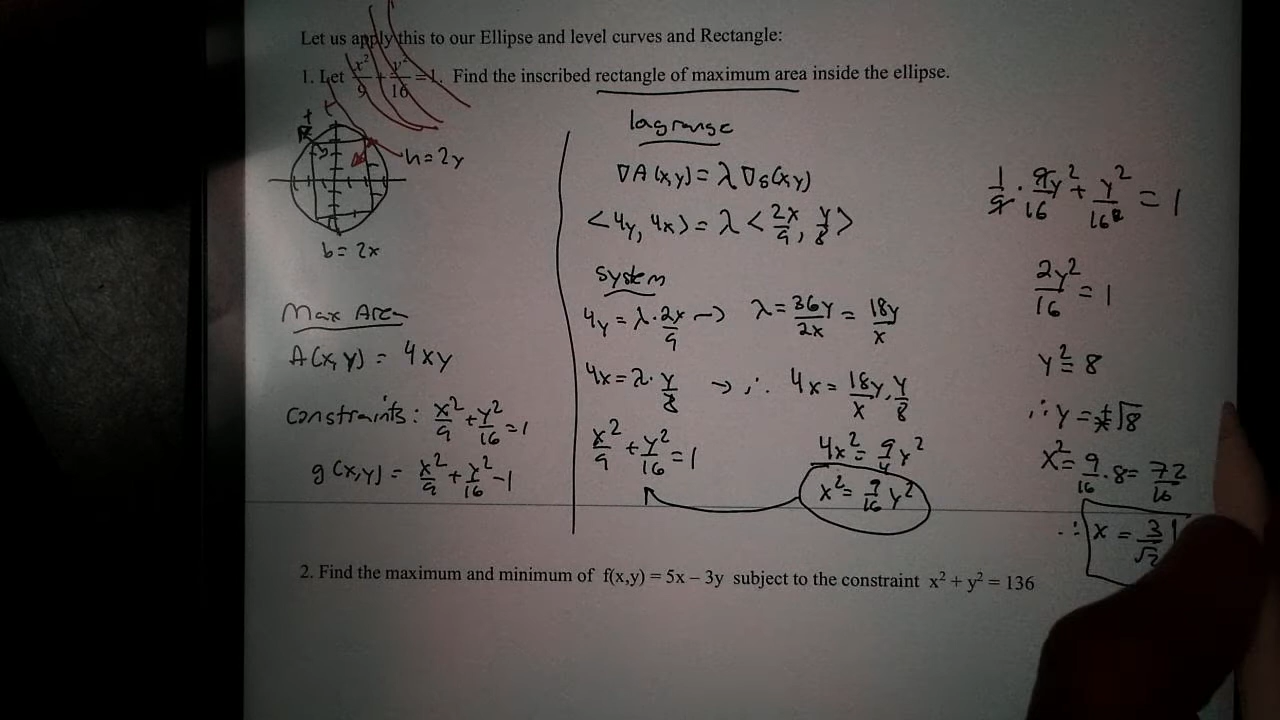 Let us apply this to our Ellipse and level curves and Rectangle:
1. Let x²/9 + y²/16 = 1. Find the inscribed rectangle of maximum area inside the ellipse.
h = 2y
b = 2x
Max Area
A(x,y) = 4xy
Constraints: x²/9 + y²/16 = 1
g(x,y) = x²/9 + y²/16 - 1
lagrange
∇A(x,y) = λ∇g(x,y)
<4y, 4x> = λ<2x/9, y/8>
System
4y = λ·2x/9 → λ = 36y/2x = 18y/x
4x = λ·y/8 → ∴ 4x = 18y/x · y/8
x²/9 + y²/16 = 1
4x² = 9/4 y²
x² = 9/16 y²
1/9 · 9y²/16 + y²/16 = 1
2y²/16 = 1
y² = 8
∴ y = ±√8
x² = 9/16 · 8 = 72/16
∴ x = 3/√2
2. Find the maximum and minimum of f(x,y) = 5x – 3y subject to the constraint x² + y² = 136